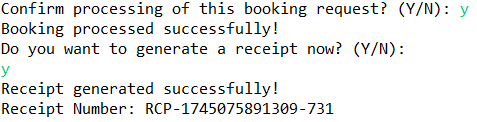 Confirm processing of this booking request? (Y/N): y
Booking processed successfully!
Do you want to generate a receipt now? (Y/N):
y
Receipt generated successfully!
Receipt Number: RCP-1745075891309-731